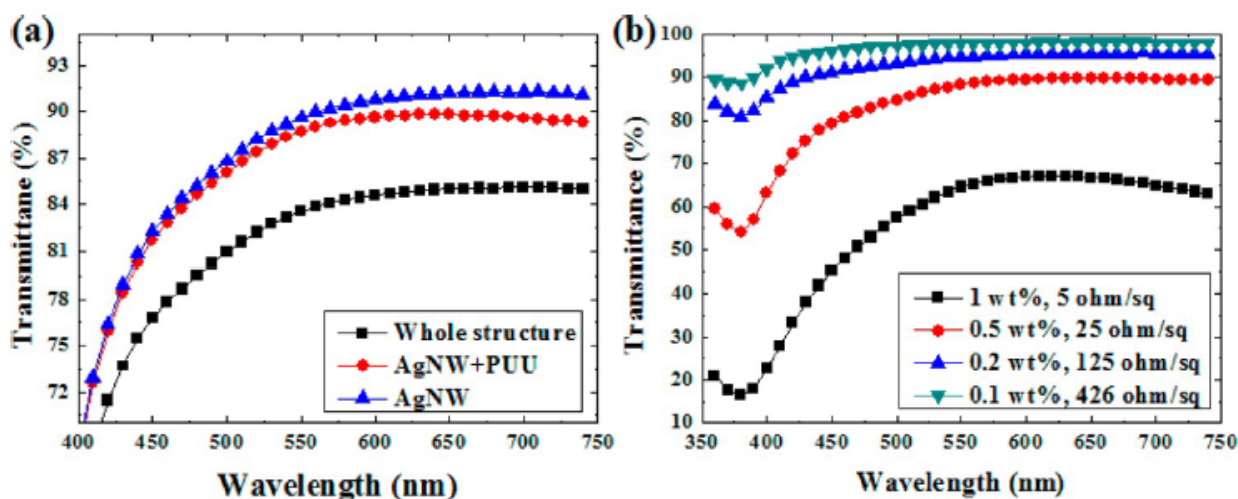 (a)
Transmittane (%)
93
90
87
84
81
78
75
72
400 450 500 550 600 650 700 750
Wavelength (nm)
Whole structure
AgNW+PUU
AgNW
(b)
Transmittance (%)
100
90
80
70
60
50
40
30
20
10
350 400 450 500 550 600 650 700 750
Wavelength (nm)
1 wt%, 5 ohm/sq
0.5 wt%, 25 ohm/sq
0.2 wt%, 125 ohm/sq
0.1 wt%, 426 ohm/sq